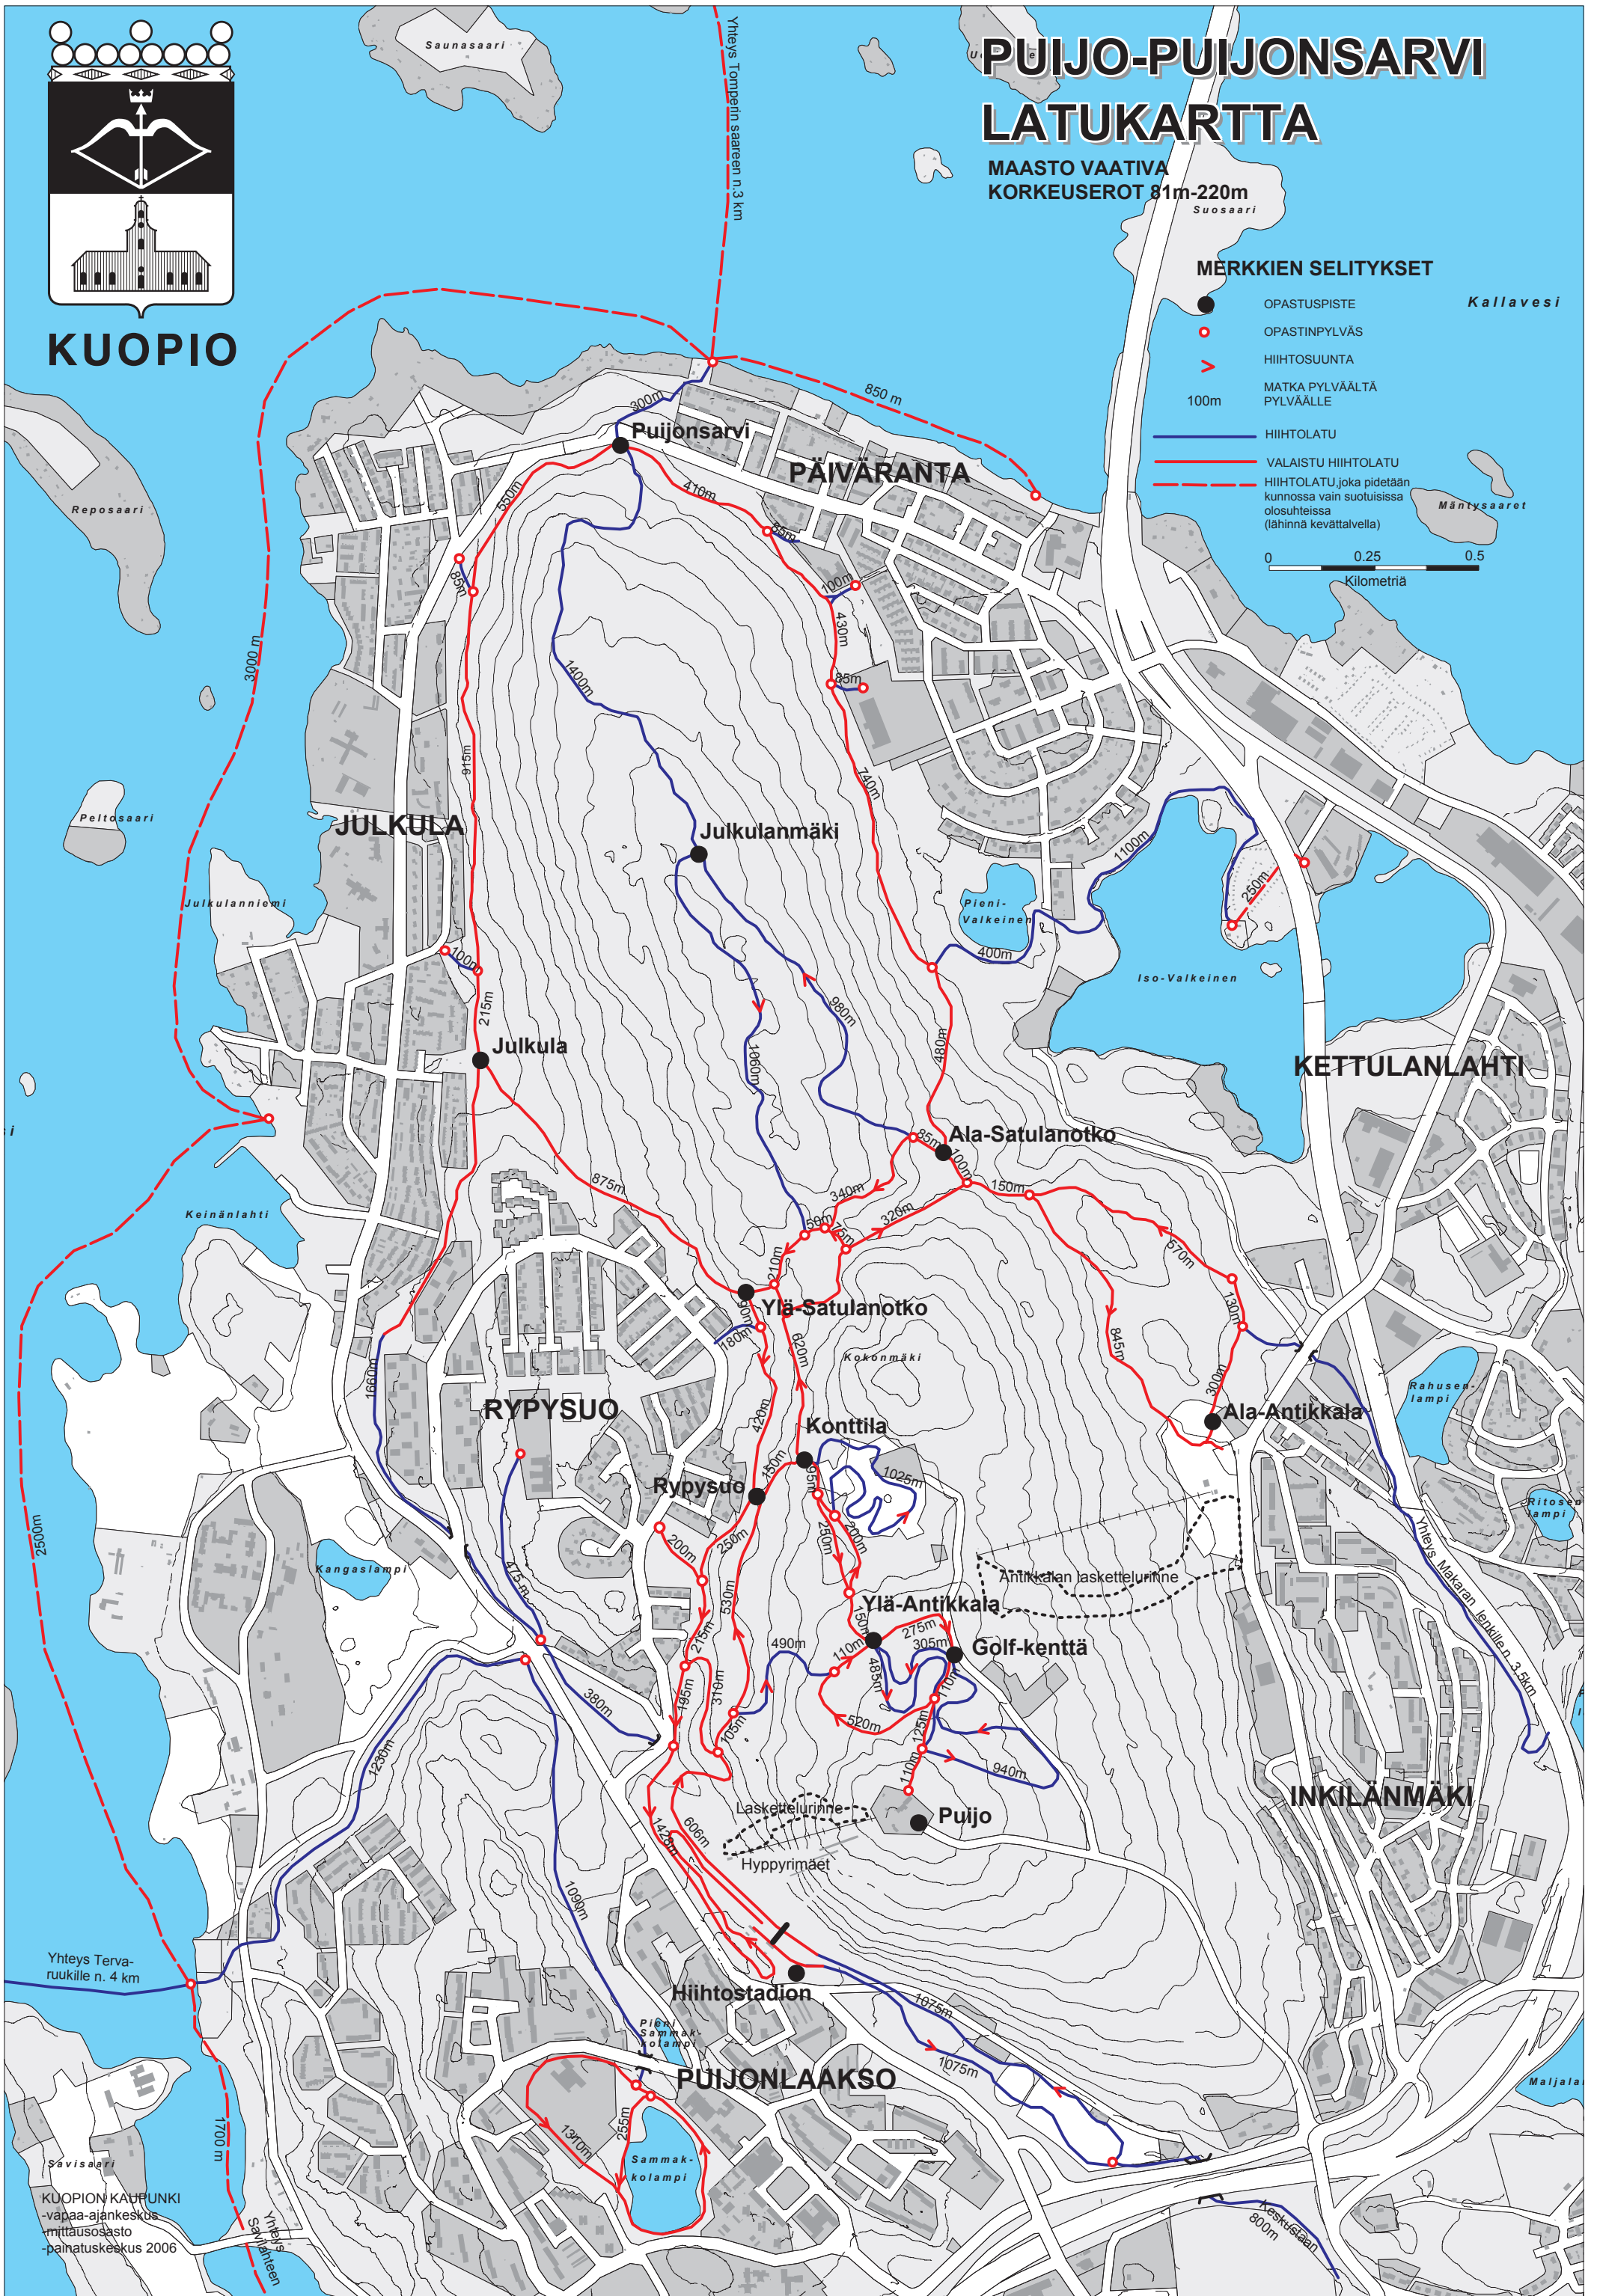 PUIJO-PUIJONSARVI
LATUKARTTA
MAASTO VAATIVA
KORKEUSEROT 81m-220m
KUOPIO
Saunasaari
Yhteys Tomperin saareen n.3 km
Suosaari
MERKKIEN SELITYKSET
OPASTUSPISTE
OPASTINPYLVÄS
HIIHTOSUUNTA
100m
MATKA PYLVÄÄLTÄ
PYLVÄÄLLE
HIIHTOLATU
VALAISTU HIIHTOLATU
HIIHTOLATU,joka pidetään
kunnossa vain suotuisissa
olosuhteissa
(lähinnä kevättalvella)
0
0.25
0.5
Kilometriä
Kallavesi
Mäntysaaret
Reposaari
850 m
300m
Puijonsarvi
PÄIVÄRANTA
550m
410m
85m
85m
100m
430m
85m
3000 m
1400m
915m
740m
Peltosaari
JULKULA
Julkulanmäki
1100m
250m
Julkulanniemi
Pieni-
Valkeinen
400m
Iso-Valkeinen
100m
215m
980m
1060m
480m
Julkula
KETTULANLAHTI
Ala-Satulanotko
85m
100m
150m
875m
340m
320m
50m
75m
210m
Keinänlahti
570m
130m
Ylä-Satulanotko
90m
180m
620m
Kokonmäki
845m
300m
1660m
Rahusen-
lampi
RYPYSUO
420m
Konttila
Ala-Antikkala
150m
Rypysuo
95m
1025m
Ritosen
lampi
2500m
200m
250m
250m
200m
Kangaslampi
475 m
530m
Antikkalan laskettelurinne
Yhteys Makaran lenkille n. 3,5km
Ylä-Antikkala
150m
275m
305m
Golf-kenttä
215m
490m
110m
485m
110m
195m
310m
380m
105m
520m
125m
940m
110m
1230m
INKILÄNMÄKI
Laskettelurinne
Puijo
1426m
606m
Hyppyrimäet
1090m
Yhteys Terva-
ruukille n. 4 km
Hiihtostadion
1075m
1075m
Pieni
Sammak-
kolampi
PUIJONLAAKSO
255m
1310m
Sammak-
kolampi
1700 m
Savisaari
KUOPION KAUPUNKI
-vapaa-ajankeskus
-mittausosasto
-painatuskeskus 2006
Yhteys
Savilahteen
Keskustaan
800m